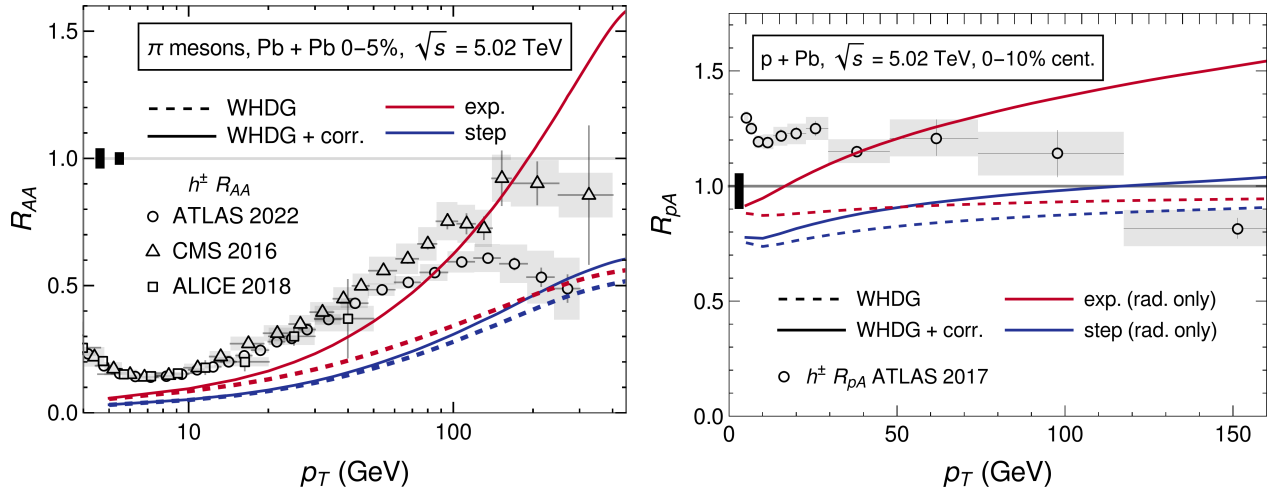 π mesons, Pb + Pb 0–5%, √s = 5.02 TeV
WHDG
WHDG + corr.
exp.
step
h± R_AA
ATLAS 2022
CMS 2016
ALICE 2018
R_AA
1.5
1.0
0.5
0.0
10
100
p_T (GeV)
p + Pb, √s = 5.02 TeV, 0–10% cent.
R_pA
1.5
1.0
0.5
0.0
WHDG
WHDG + corr.
exp. (rad. only)
step (rad. only)
h± R_pA ATLAS 2017
0
50
100
150
p_T (GeV)